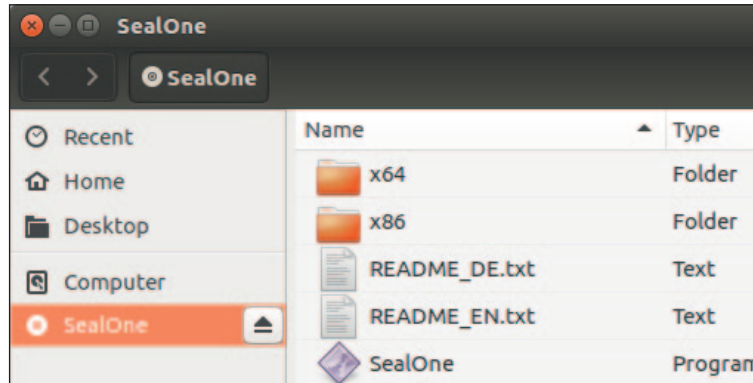 SealOne
SealOne
Recent
Home
Desktop
Computer
SealOne
Name Type
x64 Folder
x86 Folder
README_DE.txt Text
README_EN.txt Text
SealOne Program